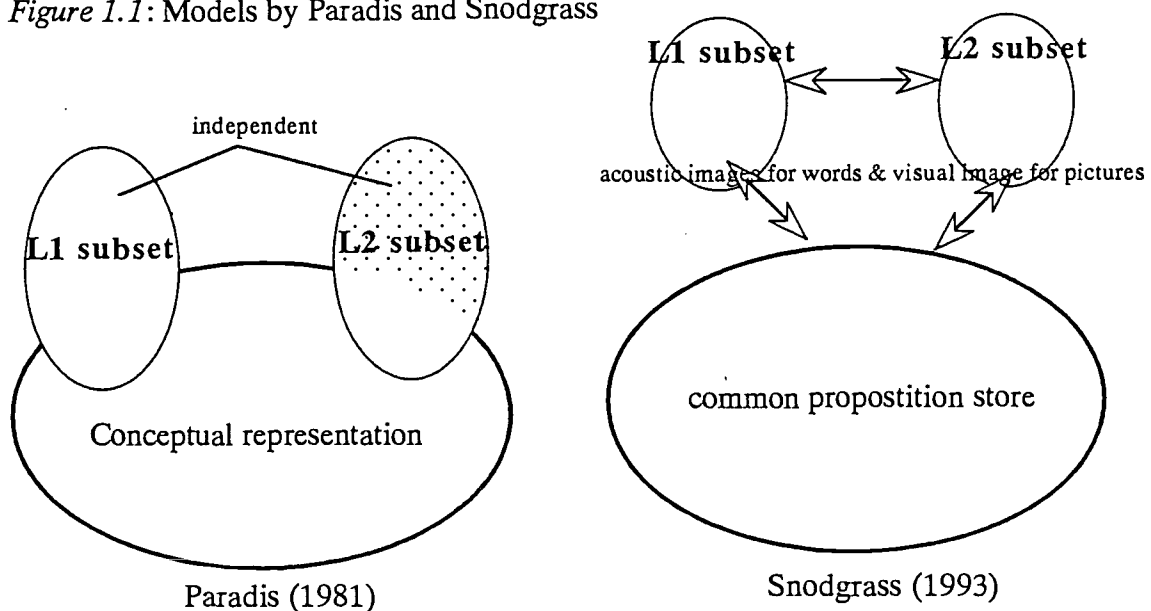 Figure 1.1: Models by Paradis and Snodgrass
independent
L1 subset
L2 subset
Conceptual representation
Paradis (1981)
L1 subset
L2 subset
acoustic images for words & visual image for pictures
common propostition store
Snodgrass (1993)